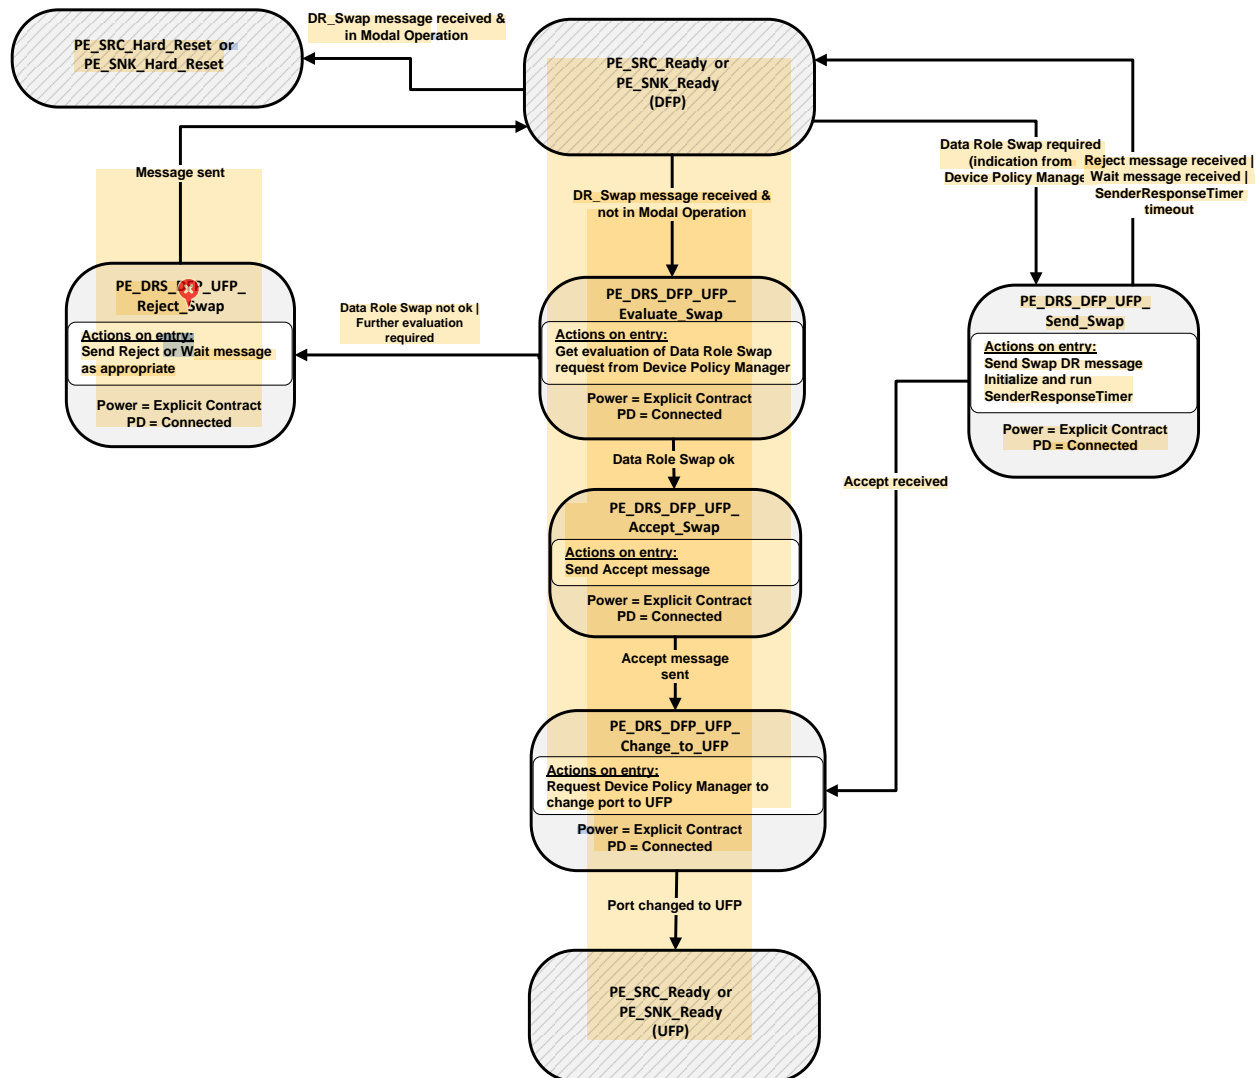 DR_Swap message received &
in Modal Operation
PE_SRC_Hard_Reset or
PE_SNK_Hard_Reset
PE_SRC_Ready or
PE_SNK_Ready
(DFP)
Message sent
DR_Swap message received &
not in Modal Operation
Data Role Swap required
(indication from
Device Policy Manage
Reject message received |
Wait message received |
SenderResponseTimer
timeout
PE_DRS_DFP_UFP_
Reject_Swap
Actions on entry:
Send Reject or Wait message
as appropriate
Power = Explicit Contract
PD = Connected
Data Role Swap not ok |
Further evaluation
required
PE_DRS_DFP_UFP_
Evaluate_Swap
Actions on entry:
Get evaluation of Data Role Swap
request from Device Policy Manager
Power = Explicit Contract
PD = Connected
PE_DRS_DFP_UFP_
Send_Swap
Actions on entry:
Send Swap DR message
Initialize and run
SenderResponseTimer
Power = Explicit Contract
PD = Connected
Data Role Swap ok
Accept received
PE_DRS_DFP_UFP_
Accept_Swap
Actions on entry:
Send Accept message
Power = Explicit Contract
PD = Connected
Accept message
sent
PE_DRS_DFP_UFP_
Change_to_UFP
Actions on entry:
Request Device Policy Manager to
change port to UFP
Power = Explicit Contract
PD = Connected
Port changed to UFP
PE_SRC_Ready or
PE_SNK_Ready
(UFP)